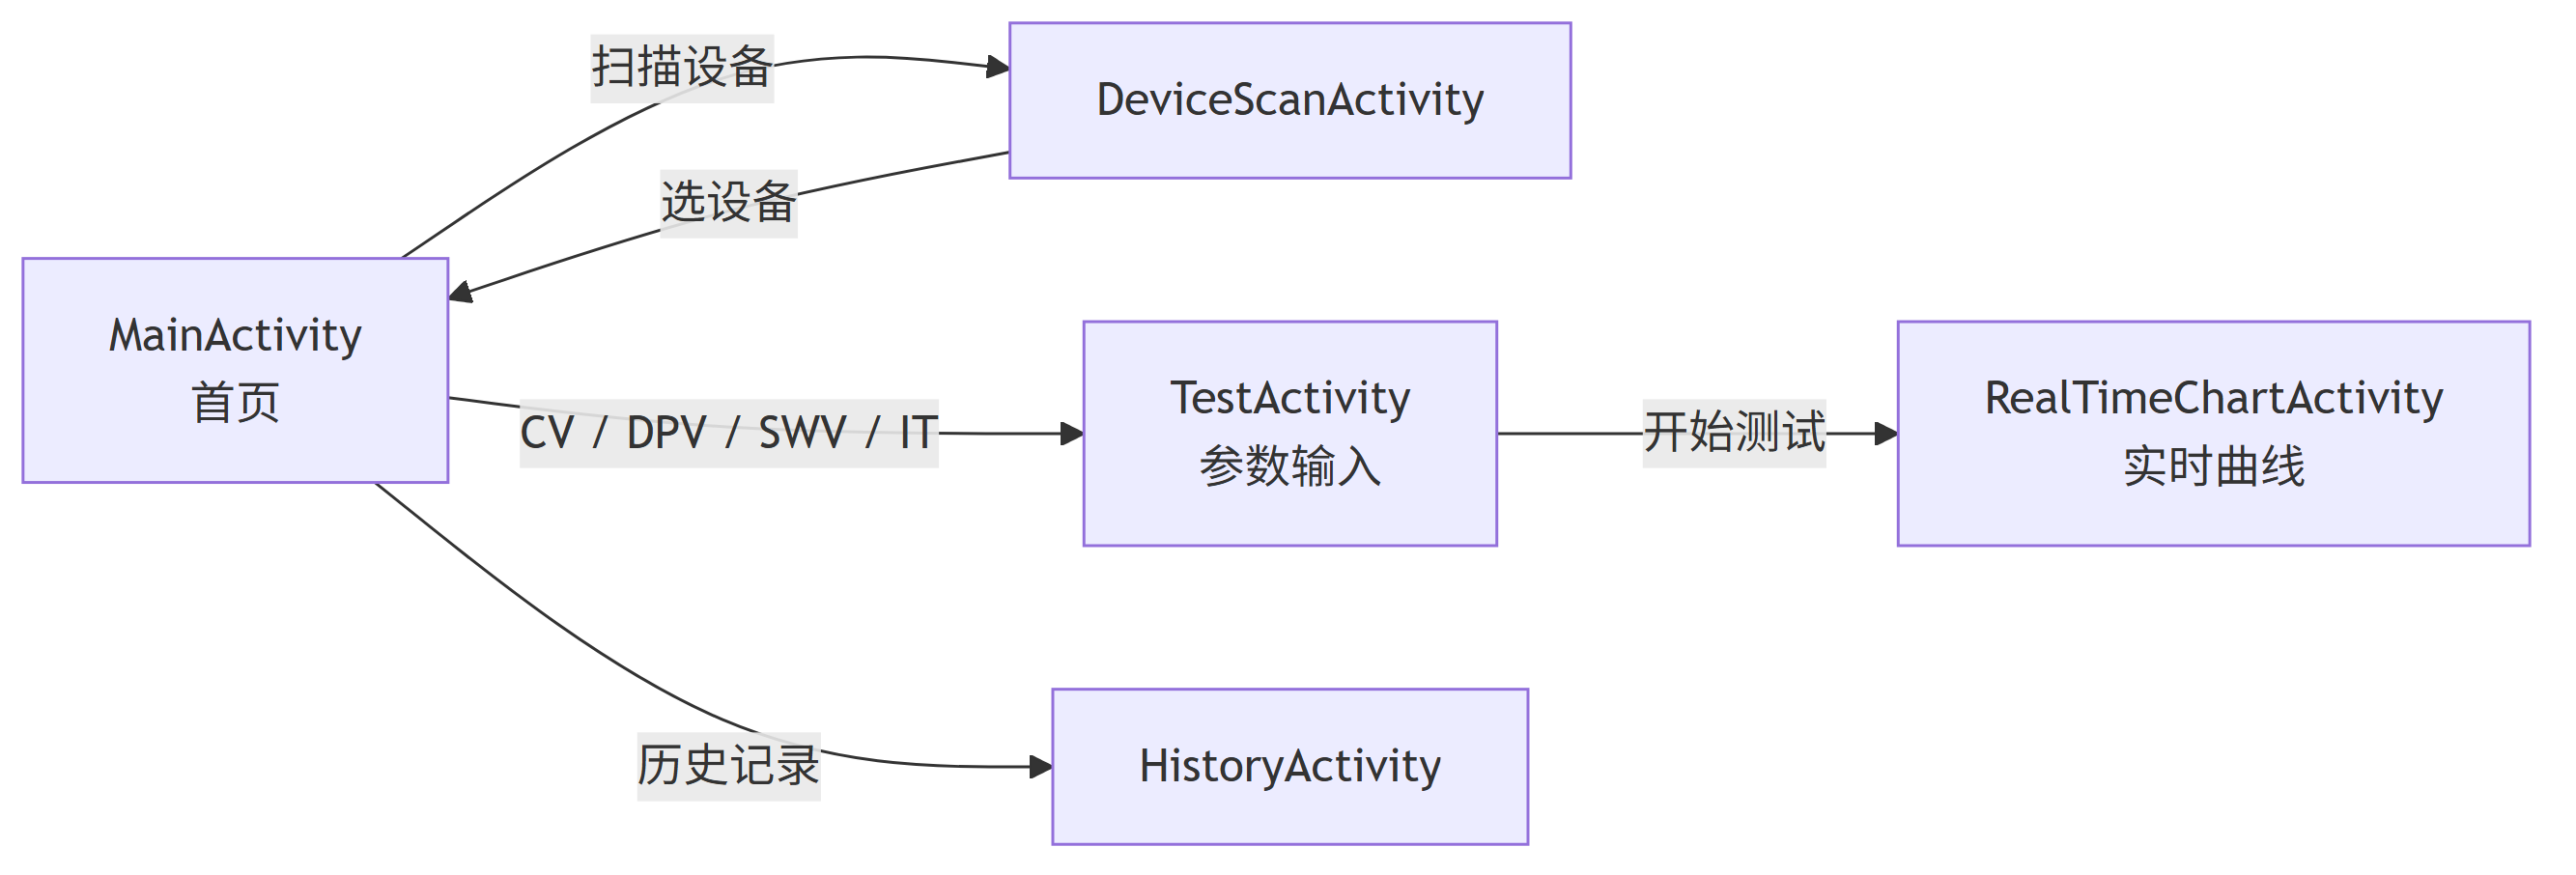 扫描设备
DeviceScanActivity
选设备
MainActivity
首页
CV / DPV / SWV / IT
TestActivity
参数输入
开始测试
RealTimeChartActivity
实时曲线
历史记录
HistoryActivity